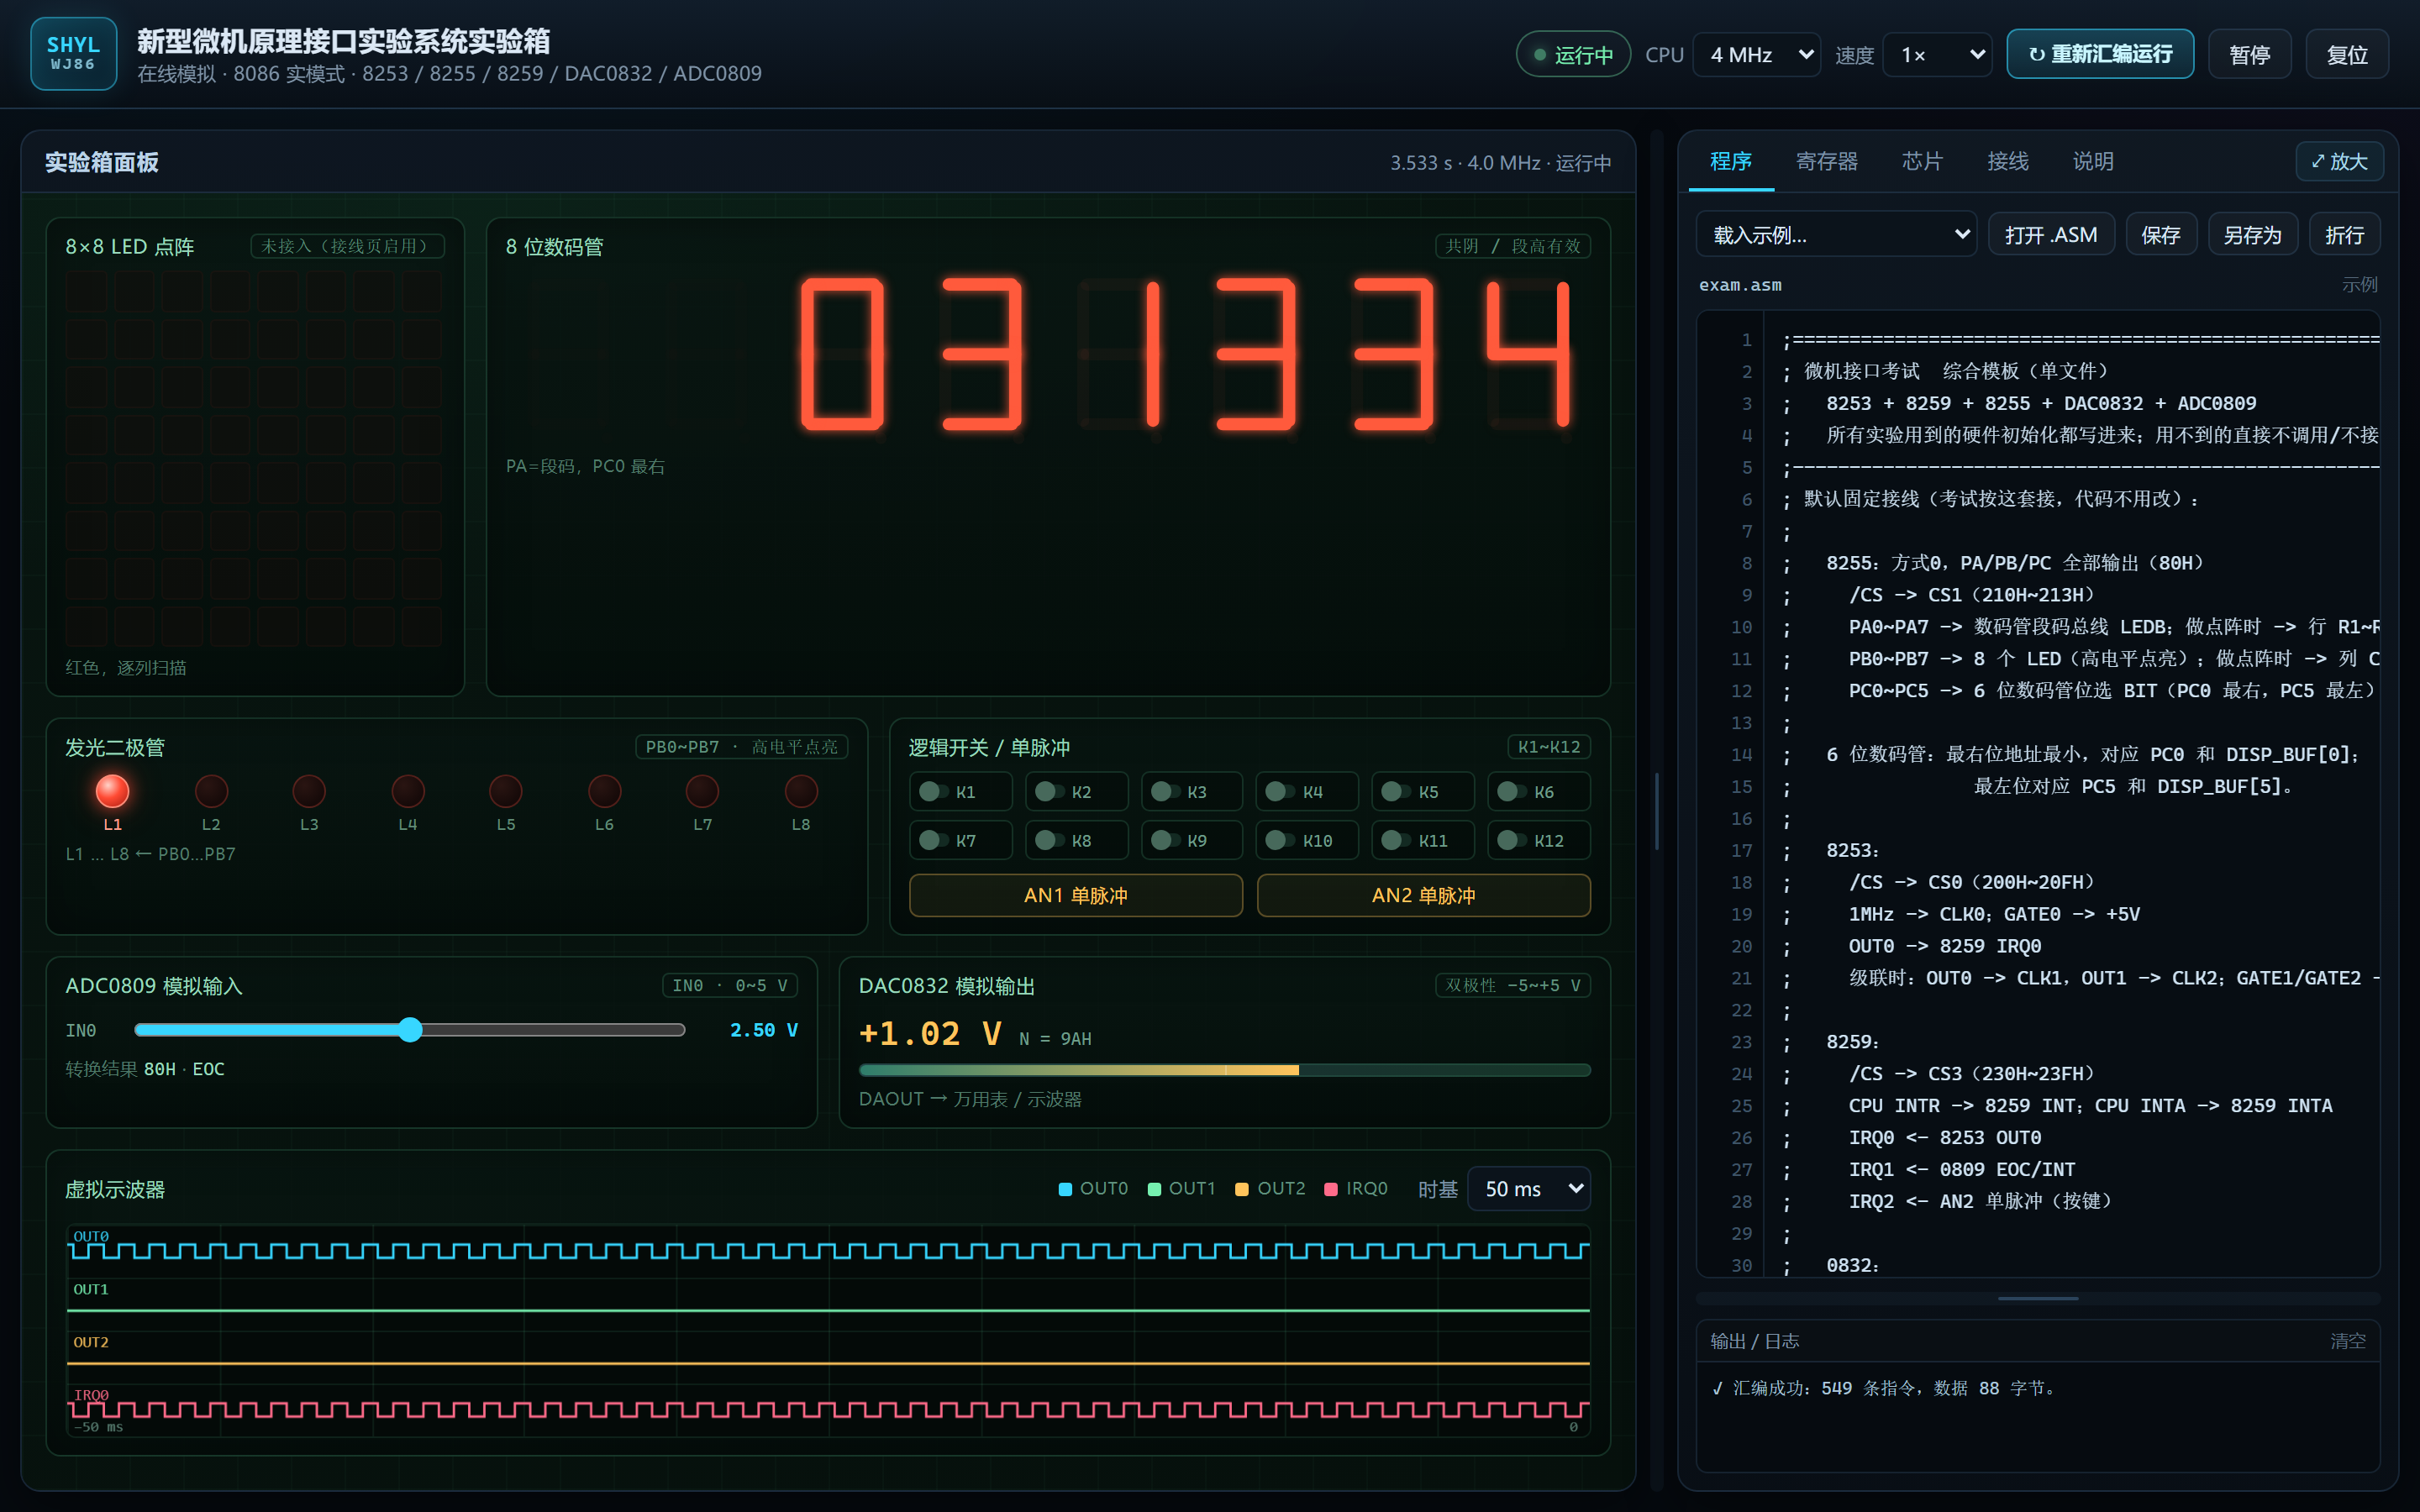 SHYL
WJ86
新型微机原理接口实验系统实验箱
在线模拟 · 8086 实模式 · 8253 / 8255 / 8259 / DAC0832 / ADC0809
运行中
CPU
4 MHz
速度
1×
↻ 重新汇编运行
暂停
复位
实验箱面板
3.533 s · 4.0 MHz · 运行中
8×8 LED 点阵
未接入（接线页启用）
红色，逐列扫描
8 位数码管
共阴 / 段高有效
031334
PA=段码，PC0 最右
发光二极管
PB0~PB7 · 高电平点亮
L1 L2 L3 L4 L5 L6 L7 L8
L1 … L8 ← PB0…PB7
逻辑开关 / 单脉冲
K1~K12
K1 K2 K3 K4 K5 K6
K7 K8 K9 K10 K11 K12
AN1 单脉冲
AN2 单脉冲
ADC0809 模拟输入
IN0 · 0~5 V
IN0
2.50 V
转换结果 80H · EOC
DAC0832 模拟输出
双极性 −5~+5 V
+1.02 V N = 9AH
DAOUT → 万用表 / 示波器
虚拟示波器
OUT0 OUT1 OUT2 IRQ0
时基
50 ms
OUT0
OUT1
OUT2
IRQ0
−50 ms
0
程序
寄存器
芯片
接线
说明
⤢ 放大
载入示例…
打开 .ASM
保存
另存为
折行
exam.asm
示例
1 ;====================================================
2 ; 微机接口考试  综合模板（单文件）
3 ;   8253 + 8259 + 8255 + DAC0832 + ADC0809
4 ;   所有实验用到的硬件初始化都写进来；用不到的直接不调用/不接
5 ;----------------------------------------------------
6 ; 默认固定接线（考试按这套接，代码不用改）：
7 ;
8 ;   8255：方式0，PA/PB/PC 全部输出（80H）
9 ;     /CS -> CS1（210H~213H）
10 ;     PA0~PA7 -> 数码管段码总线 LEDB；做点阵时 -> 行 R1~R
11 ;     PB0~PB7 -> 8 个 LED（高电平点亮）；做点阵时 -> 列 C
12 ;     PC0~PC5 -> 6 位数码管位选 BIT（PC0 最右，PC5 最左）
13 ;
14 ;   6 位数码管：最右位地址最小，对应 PC0 和 DISP_BUF[0]；
15 ;                最左位对应 PC5 和 DISP_BUF[5]。
16 ;
17 ;   8253：
18 ;     /CS -> CS0（200H~20FH）
19 ;     1MHz -> CLK0；GATE0 -> +5V
20 ;     OUT0 -> 8259 IRQ0
21 ;     级联时：OUT0 -> CLK1，OUT1 -> CLK2；GATE1/GATE2 -
22 ;
23 ;   8259：
24 ;     /CS -> CS3（230H~23FH）
25 ;     CPU INTR -> 8259 INT；CPU INTA -> 8259 INTA
26 ;     IRQ0 <- 8253 OUT0
27 ;     IRQ1 <- 0809 EOC/INT
28 ;     IRQ2 <- AN2 单脉冲（按键）
29 ;
30 ;   0832：
输出 / 日志
清空
✓ 汇编成功：549 条指令，数据 88 字节。